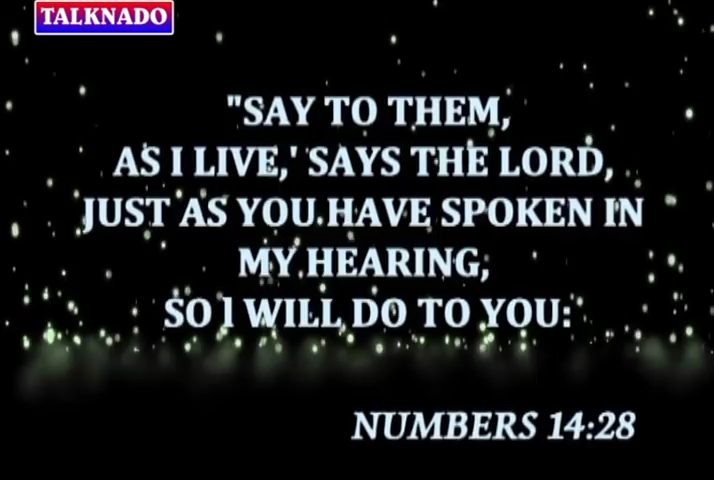 TALKNADO
"SAY TO THEM,
AS I LIVE,' SAYS THE LORD,
JUST AS YOU HAVE SPOKEN IN
MY HEARING,
SO I WILL DO TO YOU:
NUMBERS 14:28